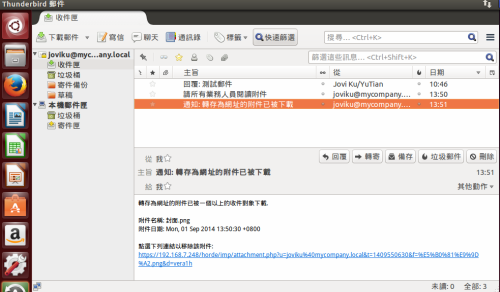 Thunderbird 郵件
收件匣
下載郵件 寫信 聊天 通訊錄 標籤 快速篩選 搜尋... <Ctrl+K>
篩選這些訊息... <Ctrl+Shift+K>
joviku@myc...any.local
收件匣
垃圾桶
寄件備份
草稿
本機郵件匣
垃圾桶
寄件匣
主旨 從 日期
回覆: 測試郵件 Jovi Ku/YuTian 10:46
請所有業務人員閱讀附件 joviku@mycompany.... 13:50
通知: 轉存為網址的附件已被下載 joviku@mycompany.... 13:51
從 我 回覆 轉寄 備存 垃圾郵件 刪除
主旨 通知: 轉存為網址的附件已被下載 13:51
給 我 其他動作
轉存為網址的附件已被一個以上的收件對象下載.
附件名稱: 封面.png
附件日期: Mon, 01 Sep 2014 13:50:30 +0800
點選下列連結以移除該附件:
https://192.168.7.248/horde/imp/attachment.php?u=joviku%40mycompany.local&t=1409550630&f=%E5%B0%81%E9%9D
%A2.png&d=vera1h
未讀: 0 全部: 3